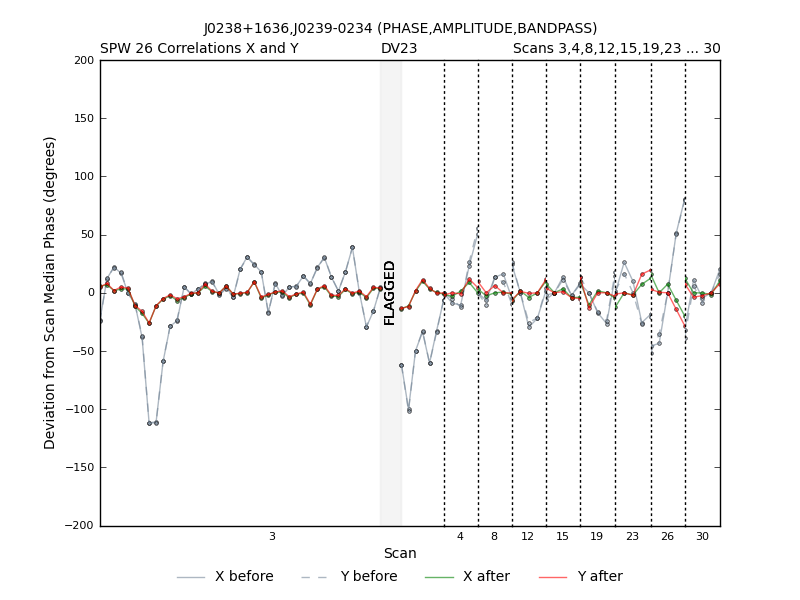 J0238+1636,J0239-0234 (PHASE,AMPLITUDE,BANDPASS)
SPW 26 Correlations X and Y DV23 Scans 3,4,8,12,15,19,23 ... 30
200
150
100
50
0
−50
−100
−150
−200
Deviation from Scan Median Phase (degrees)
FLAGGED
3 4 8 12 15 19 23 26 30
Scan
X before Y before X after Y after